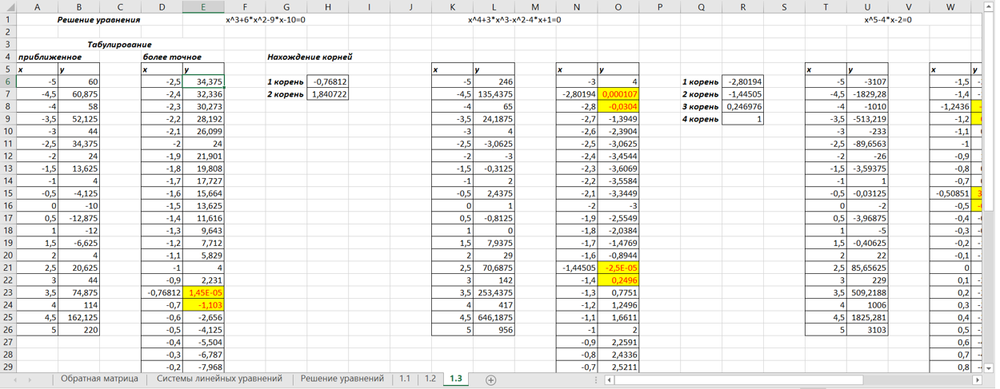 A B C D E F G H I J K L M N O P Q R S T U V W
1 Решение уравнения x^3+6*x^2-9*x-10=0 x^4+3*x^3-x^2-4*x+1=0 x^5-4*x-2=0
2
3 Табулирование
4 приближенное более точное Нахождение корней
5 x y x y x y x y x y x y
6 -5 60 -2,5 34,375 1 корень -0,76812 -5 246 -3 4 1 корень -2,80194 -5 -3107 -1,5
7 -4,5 60,875 -2,4 32,336 2 корень 1,840722 -4,5 135,4375 -2,80194 0,000107 2 корень -1,44505 -4,5 -1829,28 -1,4
8 -4 58 -2,3 30,273 -4 65 -2,8 -0,0304 3 корень 0,246976 -4 -1010 -1,2436
9 -3,5 52,125 -2,2 28,192 -3,5 24,1875 -2,7 -1,3949 4 корень 1 -3,5 -513,219 -1,2
10 -3 44 -2,1 26,099 -3 4 -2,6 -2,3904 -3 -233 -1,1
11 -2,5 34,375 -2 24 -2,5 -3,0625 -2,5 -3,0625 -2,5 -89,6563 -1
12 -2 24 -1,9 21,901 -2 -3 -2,4 -3,4544 -2 -26 -0,9
13 -1,5 13,625 -1,8 19,808 -1,5 -0,3125 -2,3 -3,6069 -1,5 -3,59375 -0,8
14 -1 4 -1,7 17,727 -1 2 -2,2 -3,5584 -1 1 -0,7
15 -0,5 -4,125 -1,6 15,664 -0,5 2,4375 -2,1 -3,3449 -0,5 -0,03125 -0,50851
16 0 -10 -1,5 13,625 0 1 -2 -3 0 -2 -0,5
17 0,5 -12,875 -1,4 11,616 0,5 -0,8125 -1,9 -2,5549 0,5 -3,96875 -0,4
18 1 -12 -1,3 9,643 1 0 -1,8 -2,0384 1 -5 -0,3
19 1,5 -6,625 -1,2 7,712 1,5 7,9375 -1,7 -1,4769 1,5 -0,40625 -0,2
20 2 4 -1,1 5,829 2 29 -1,6 -0,8944 2 22 -0,1
21 2,5 20,625 -1 4 2,5 70,6875 -1,44505 -2,5E-05 2,5 85,65625 0
22 3 44 -0,9 2,231 3 142 -1,4 0,2496 3 229 0,1
23 3,5 74,875 -0,76812 1,45E-05 3,5 253,4375 -1,3 0,7751 3,5 509,2188 0,2
24 4 114 -0,7 -1,103 4 417 -1,2 1,2496 4 1006 0,3
25 4,5 162,125 -0,6 -2,656 4,5 646,1875 -1,1 1,6611 4,5 1825,281 0,4
26 5 220 -0,5 -4,125 5 956 -1 2 5 3103 0,5
27 -0,4 -5,504 -0,9 2,2591 0,6
28 -0,3 -6,787 -0,8 2,4336 0,7
29 -0,2 -7,968 -0,7 2,5211 0,8
Обратная матрица Системы линейных уравнений Решение уравнений 1.1 1.2 1.3